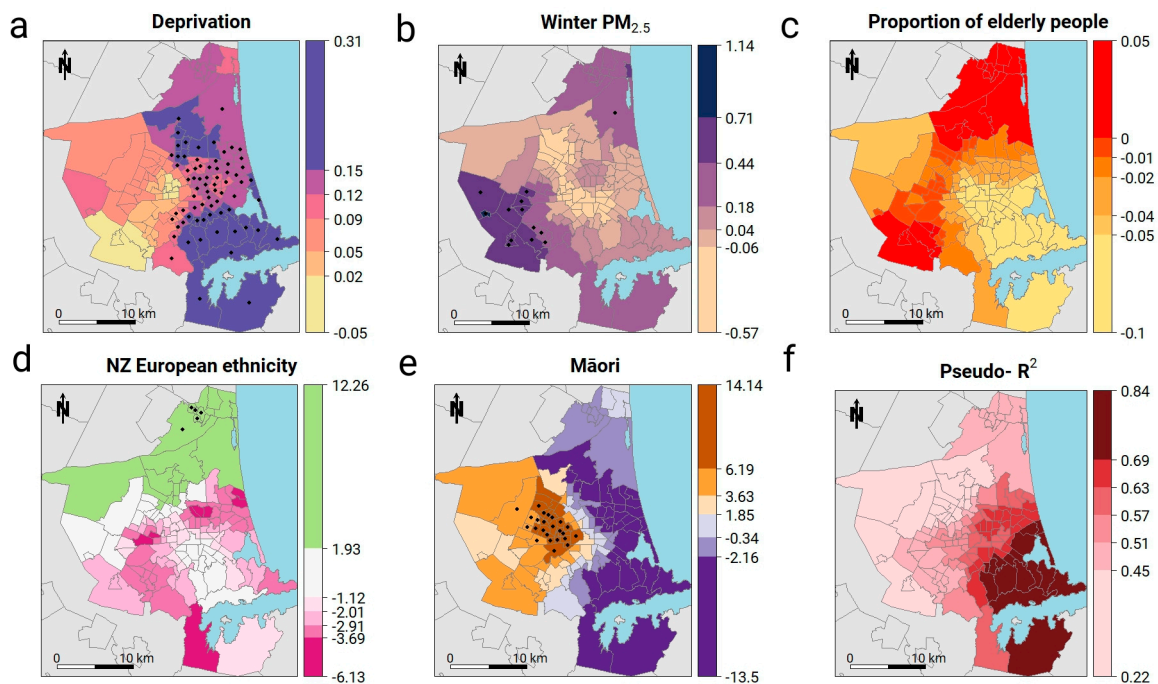 a
Deprivation
N
0.31
0.15
0.12
0.09
0.05
0.02
-0.05
0
10 km
b
Winter PM2.5
N
1.14
0.71
0.44
0.18
0.04
-0.06
-0.57
0
10 km
c
Proportion of elderly people
N
0.05
0
-0.01
-0.02
-0.04
-0.05
-0.1
0
10 km
d
NZ European ethnicity
N
12.26
1.93
-1.12
-2.01
-2.91
-3.69
-6.13
0
10 km
e
Māori
N
14.14
6.19
3.63
1.85
-0.34
-2.16
-13.5
0
10 km
f
Pseudo- R²
N
0.84
0.69
0.63
0.57
0.51
0.45
0.22
0
10 km